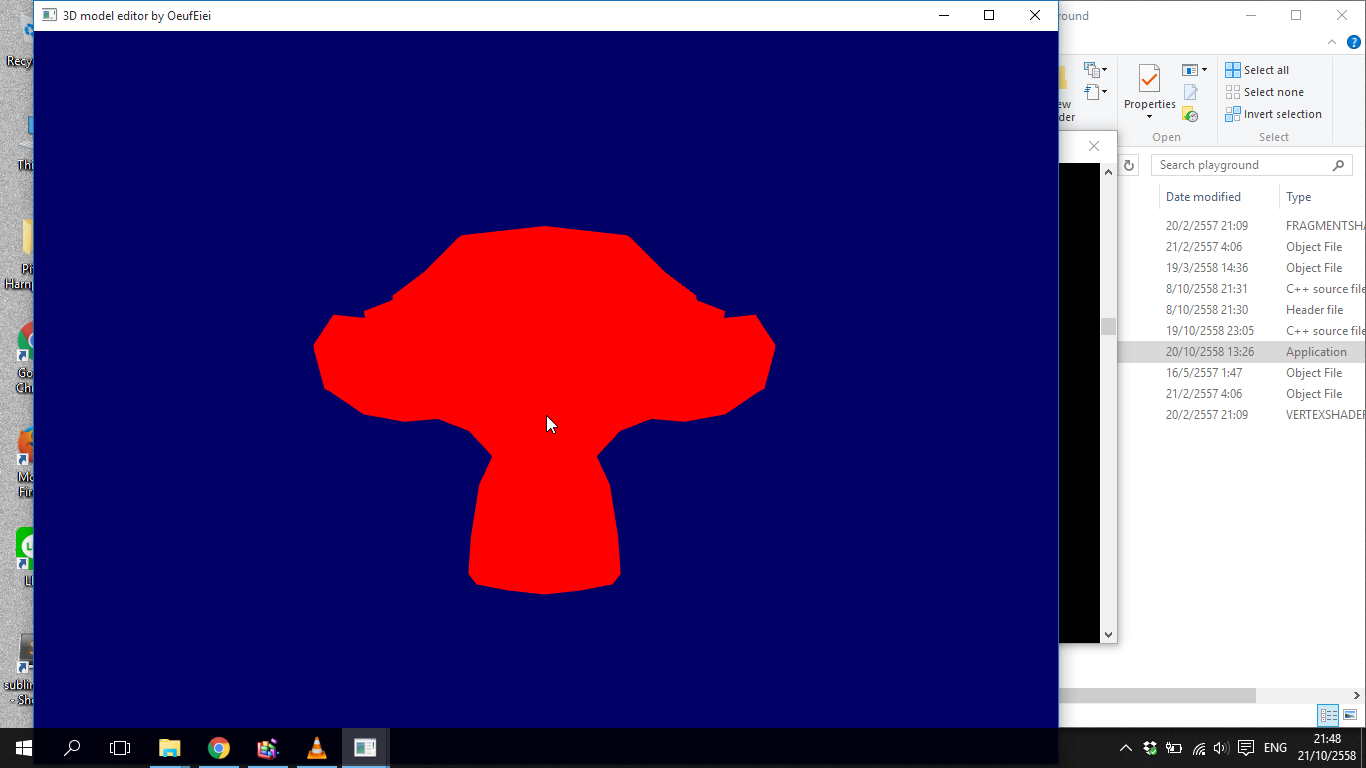 3D model editor by OeufEiei
Select all
Select none
Properties
Invert selection
Open
Select
Search playground
Date modified
Type
20/2/2557 21:09
21/2/2557 4:06 Object File
19/3/2558 14:36 Object File
8/10/2558 21:31 C++ source file
8/10/2558 21:30 Header file
19/10/2558 23:05 C++ source file
20/10/2558 13:26 Application
16/5/2557 1:47 Object File
21/2/2557 4:06 Object File
20/2/2557 21:09
ENG
21:48
21/10/2558